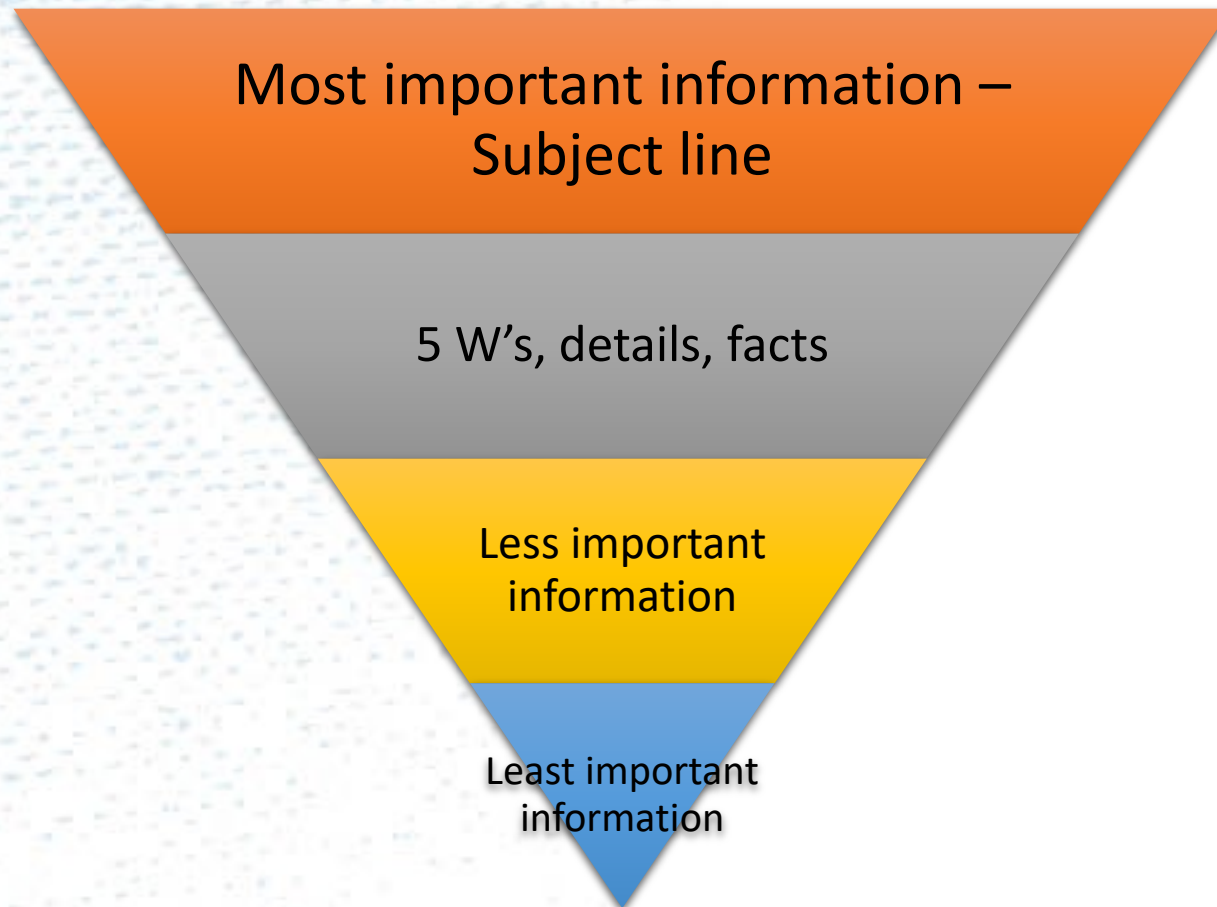 Most important information –
Subject line
5 W’s, details, facts
Less important
information
Least important
information